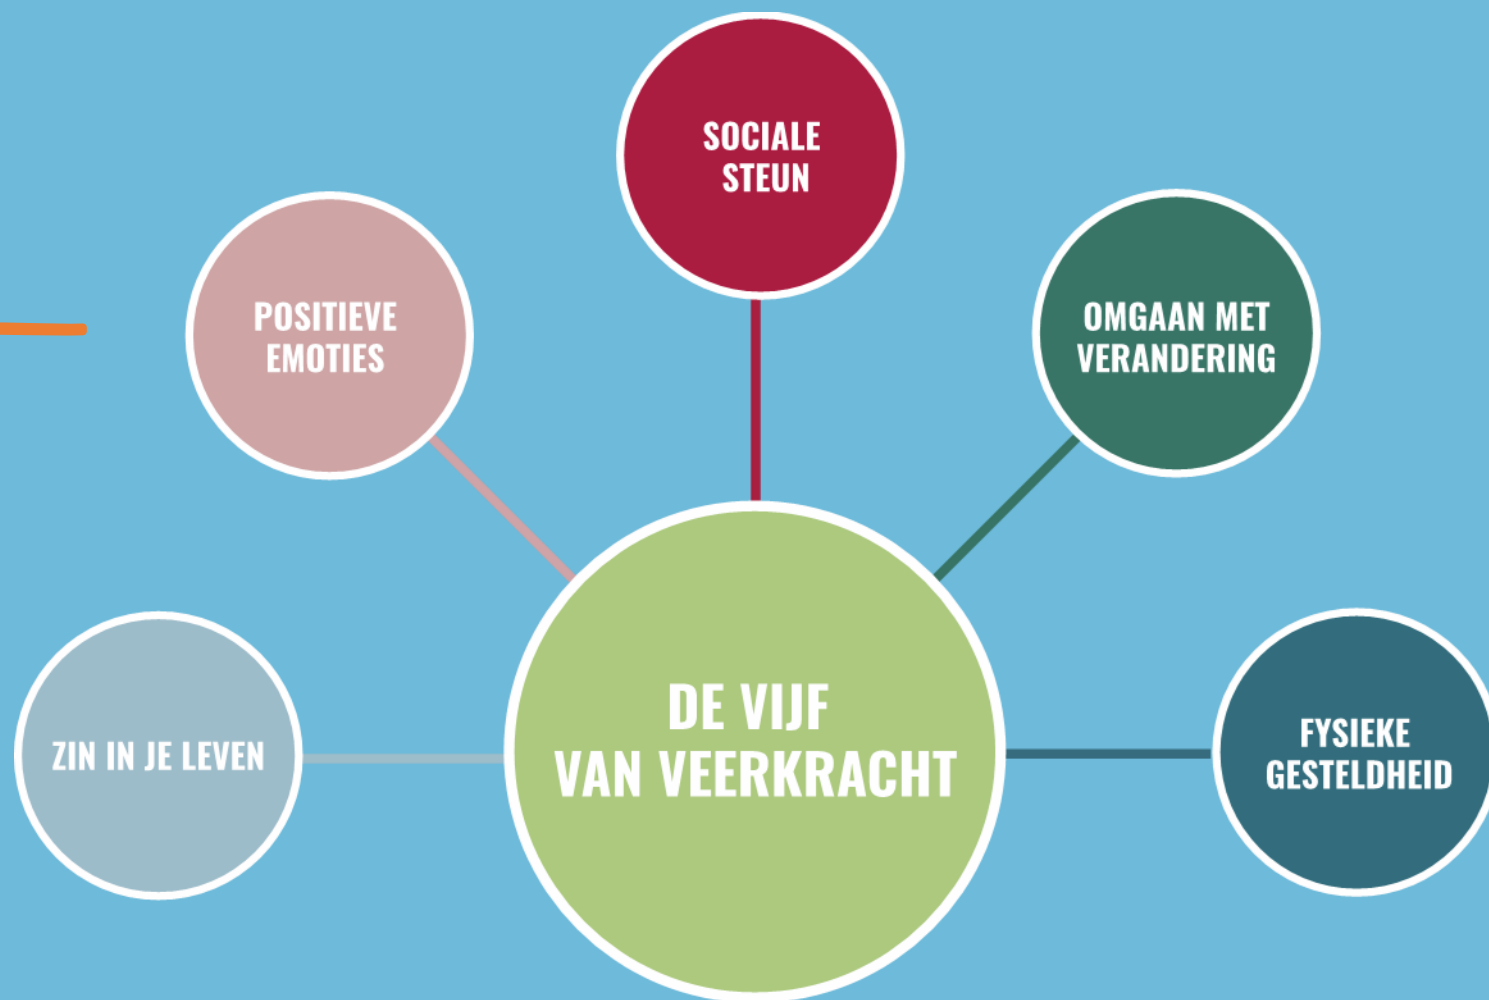 SOCIALE
STEUN
POSITIEVE
EMOTIES
OMGAAN MET
VERANDERING
ZIN IN JE LEVEN
DE VIJF
VAN VEERKRACHT
FYSIEKE
GESTELDHEID